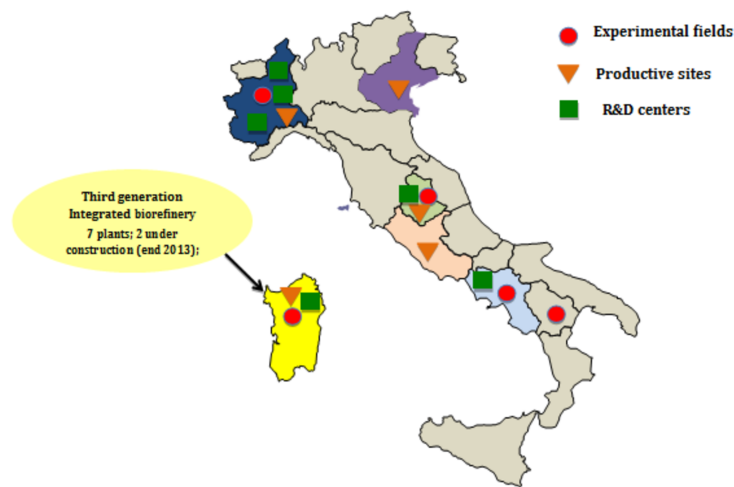 Experimental fields
Productive sites
R&D centers
Third generation
Integrated biorefinery
7 plants; 2 under
construction (end 2013);